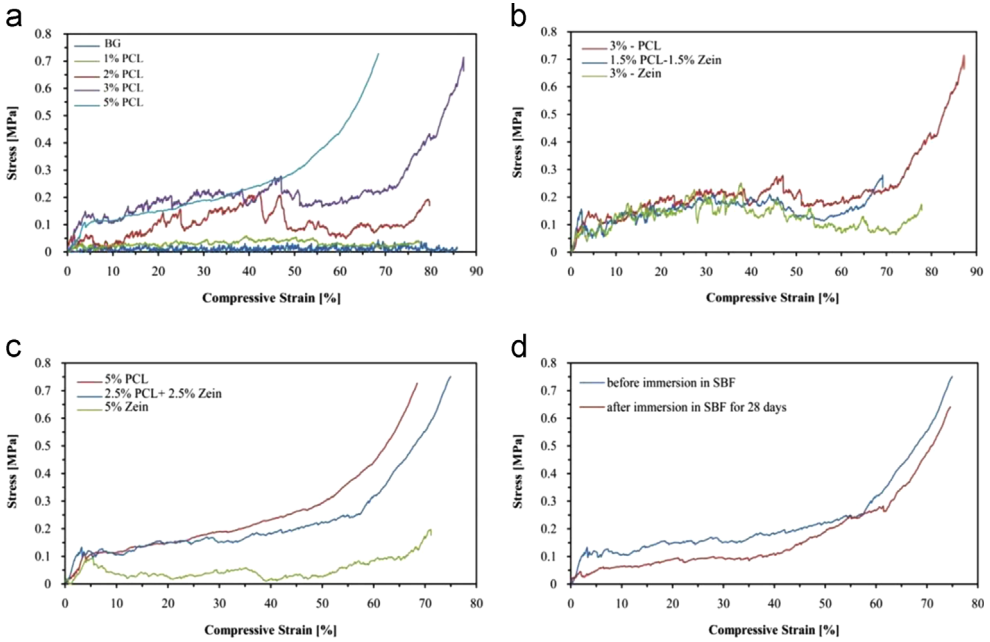 a
0.8
0.7
0.6
0.5
0.4
0.3
0.2
0.1
0
Stress [MPa]
BG
1% PCL
2% PCL
3% PCL
5% PCL
0 10 20 30 40 50 60 70 80 90
Compressive Strain [%]
b
0.8
0.7
0.6
0.5
0.4
0.3
0.2
0.1
0
Stress [MPa]
3% - PCL
1.5% PCL-1.5% Zein
3% - Zein
0 10 20 30 40 50 60 70 80 90
Compressive Strain [%]
c
0.8
0.7
0.6
0.5
0.4
0.3
0.2
0.1
0
Stress [MPa]
5% PCL
2.5% PCL+ 2.5% Zein
5% Zein
0 10 20 30 40 50 60 70 80
Compressive Strain [%]
d
0.8
0.7
0.6
0.5
0.4
0.3
0.2
0.1
0
Stress [MPa]
before immersion in SBF
after immersion in SBF for 28 days
0 10 20 30 40 50 60 70 80
Compressive Strain [%]